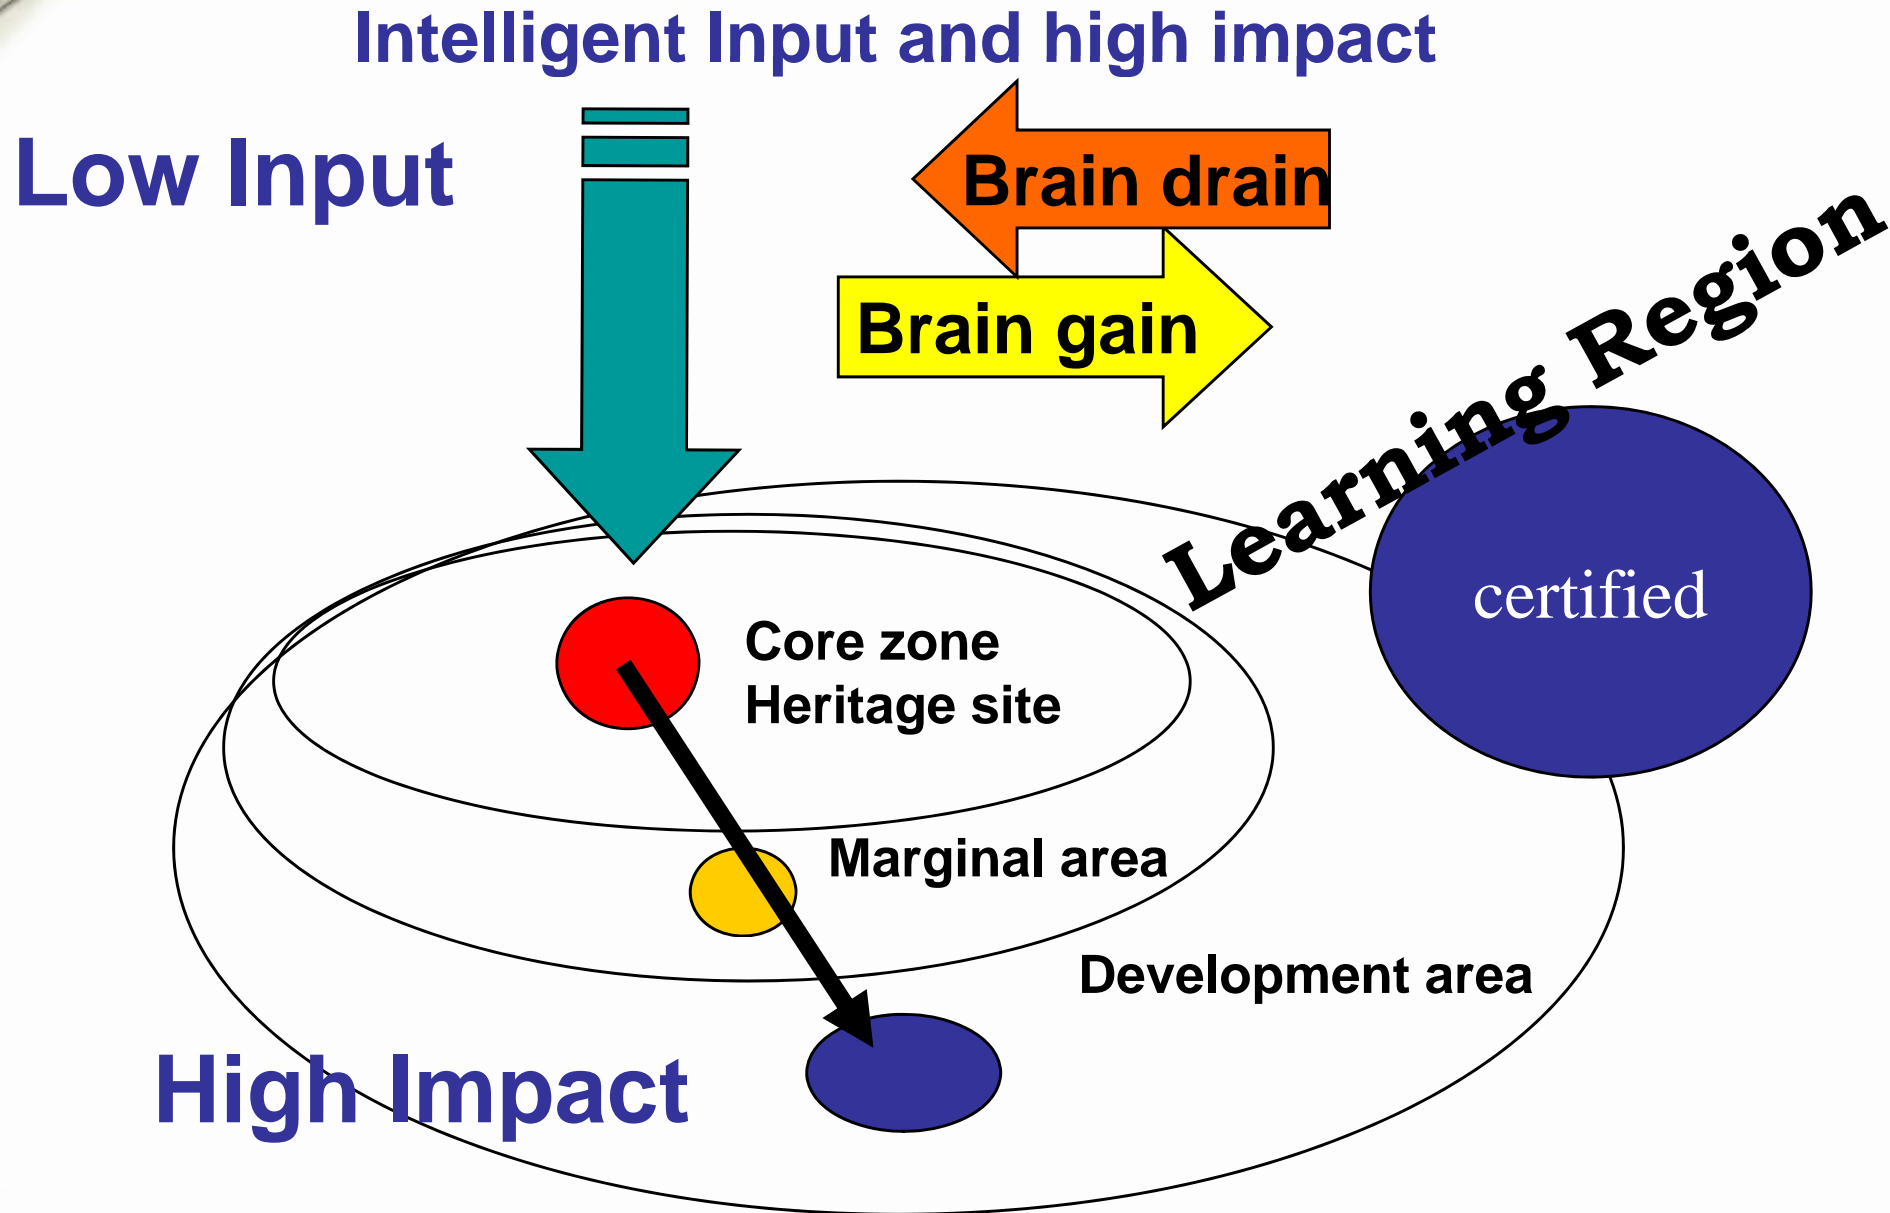 Intelligent Input and high impact
Low Input
Brain drain
Brain gain
Learning Region
certified
Core zone
Heritage site
Marginal area
Development area
High Impact